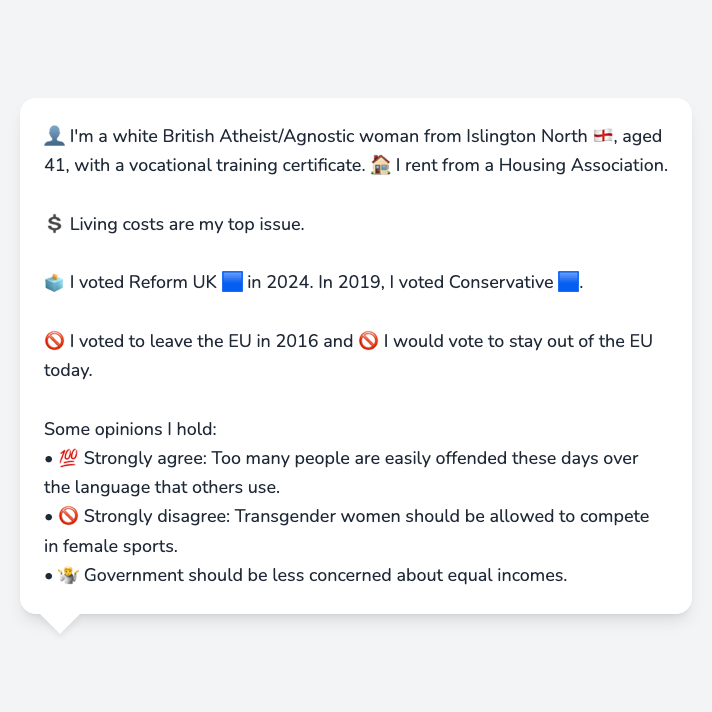 👤 I'm a white British Atheist/Agnostic woman from Islington North 🏴󠁧󠁢󠁥󠁮󠁧󠁿, aged
41, with a vocational training certificate. 🏠 I rent from a Housing Association.
💲 Living costs are my top issue.
🗳️ I voted Reform UK 🟦 in 2024. In 2019, I voted Conservative 🟦.
🚫 I voted to leave the EU in 2016 and 🚫 I would vote to stay out of the EU
today.
Some opinions I hold:
• 💯 Strongly agree: Too many people are easily offended these days over
the language that others use.
• 🚫 Strongly disagree: Transgender women should be allowed to compete
in female sports.
• 🤷 Government should be less concerned about equal incomes.